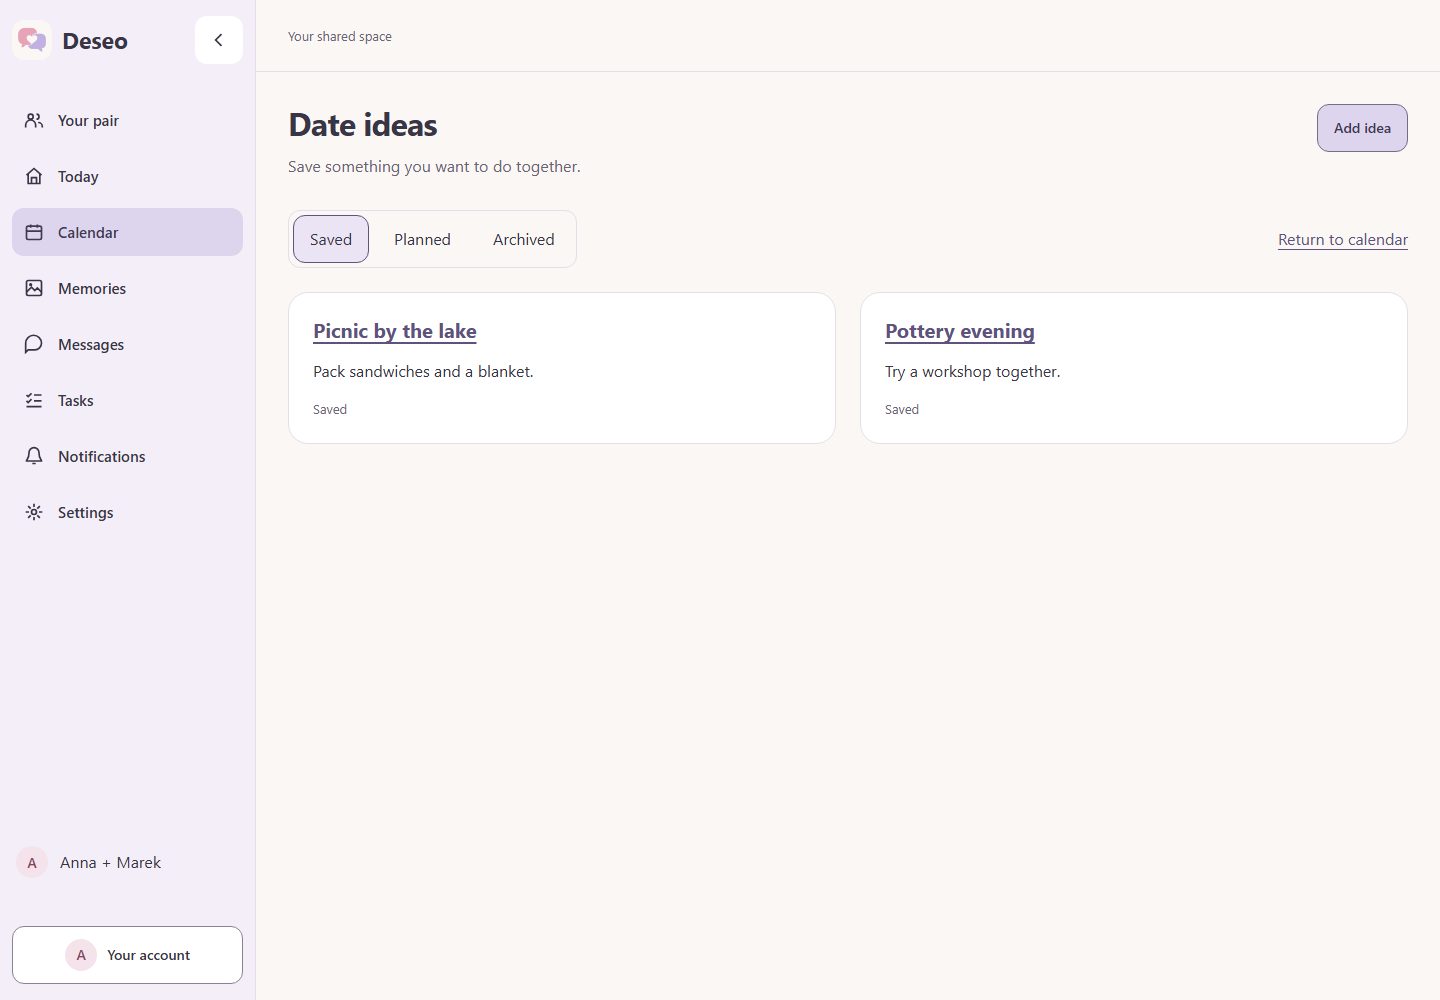 Deseo
Your pair
Today
Calendar
Memories
Messages
Tasks
Notifications
Settings
A Anna + Marek
A Your account
Your shared space
Date ideas
Add idea
Save something you want to do together.
Saved Planned Archived
Return to calendar
Picnic by the lake
Pack sandwiches and a blanket.
Saved
Pottery evening
Try a workshop together.
Saved